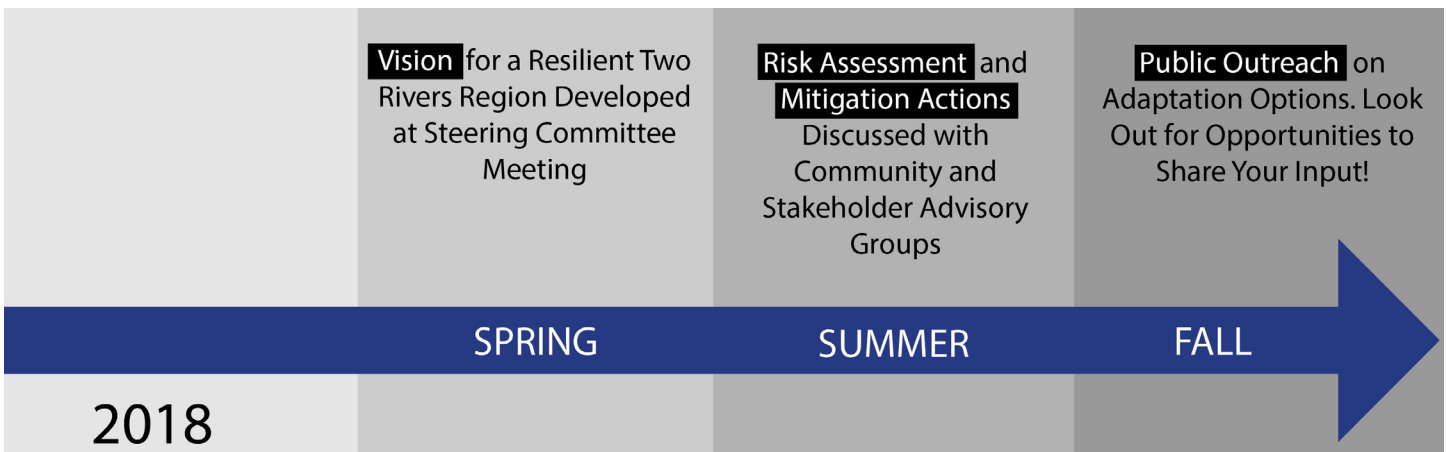 Vision for a Resilient Two
Rivers Region Developed
at Steering Committee
Meeting
Risk Assessment and
Mitigation Actions
Discussed with
Community and
Stakeholder Advisory
Groups
Public Outreach on
Adaptation Options. Look
Out for Opportunities to
Share Your Input!
SPRING
SUMMER
FALL
2018